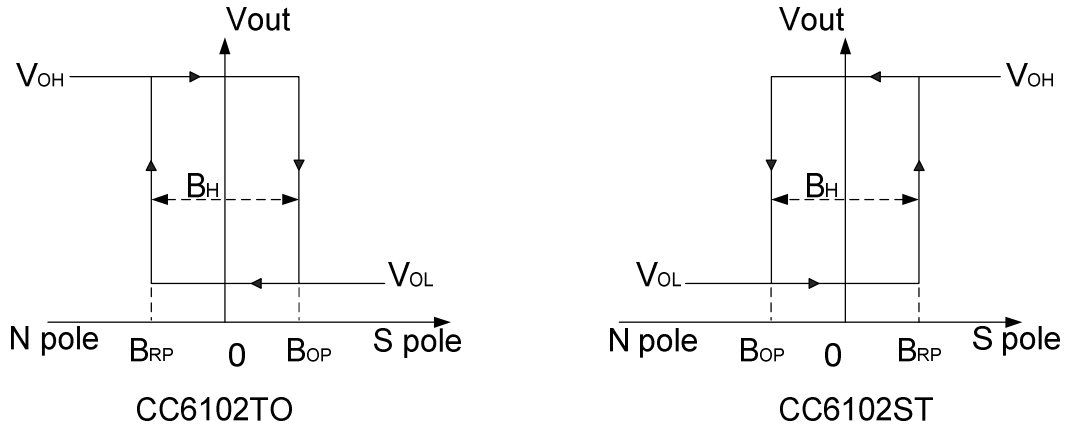 Vout
VOH
BH
VOL
N pole
BRP
0
BOP
S pole
CC6102TO
Vout
VOH
BH
VOL
N pole
BOP
0
BRP
S pole
CC6102ST